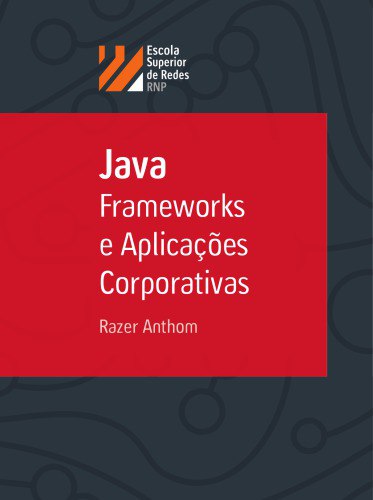 Escola
Superior
de Redes
RNP
Java
Frameworks
e Aplicações
Corporativas
Razer Anthom